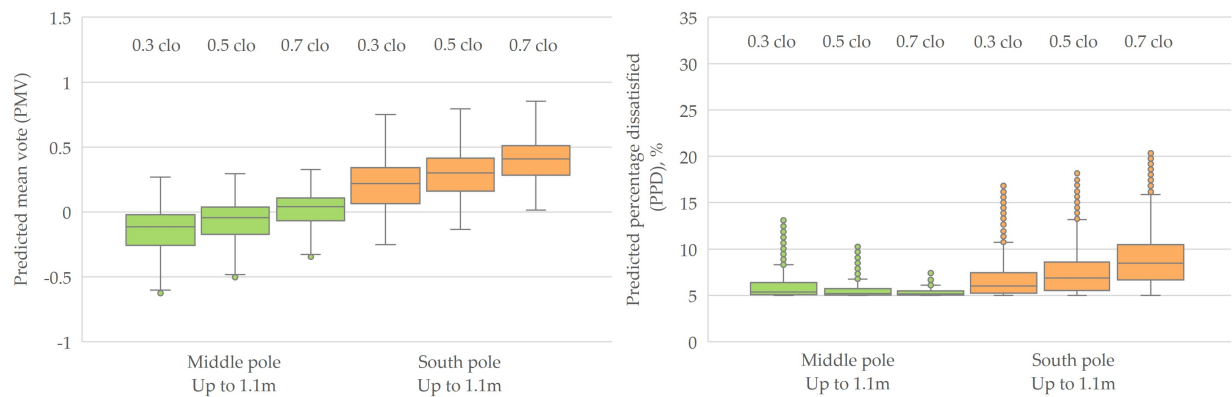 Predicted mean vote (PMV)
1.5
1
0.5
0
-0.5
-1
0.3 clo 0.5 clo 0.7 clo 0.3 clo 0.5 clo 0.7 clo
Middle pole
Up to 1.1m
South pole
Up to 1.1m
Predicted percentage dissatisfied
(PPD), %
35
30
25
20
15
10
5
0
0.3 clo 0.5 clo 0.7 clo 0.3 clo 0.5 clo 0.7 clo
Middle pole
Up to 1.1m
South pole
Up to 1.1m